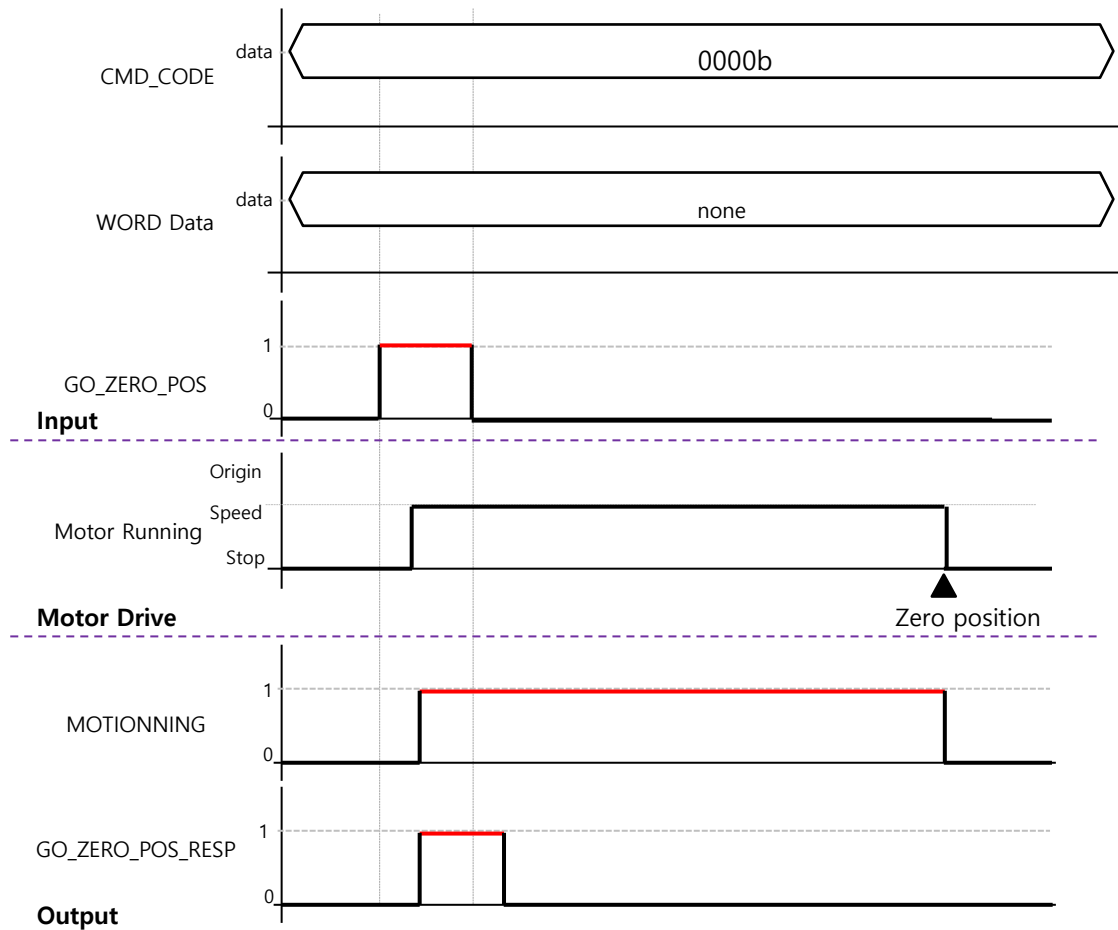 data
0000b
CMD_CODE
data
none
WORD Data
1
GO_ZERO_POS
0
Input
Origin
Speed
Motor Running
Stop
Motor Drive
Zero position
1
MOTIONNING
0
1
GO_ZERO_POS_RESP
0
Output